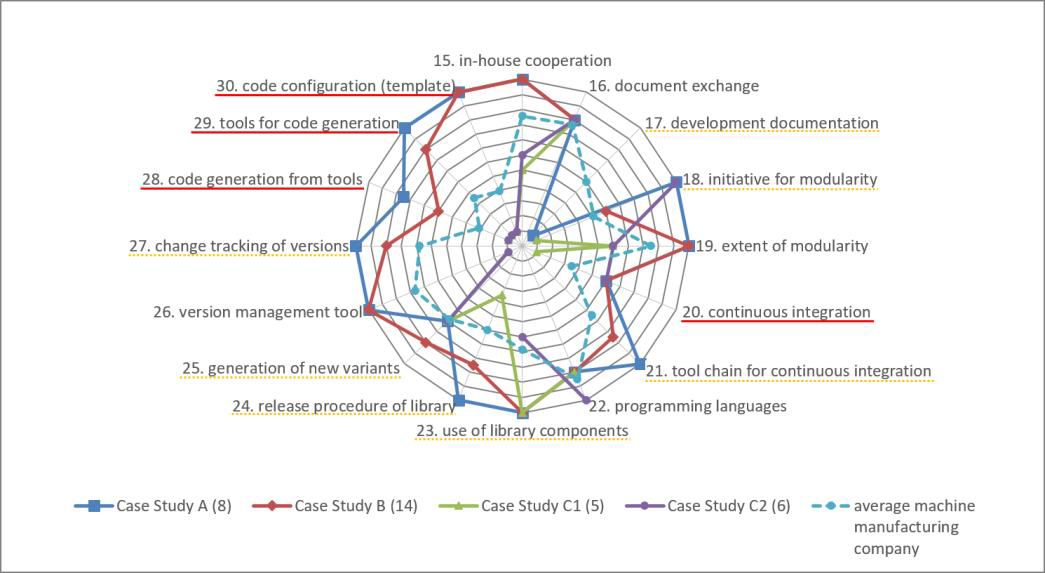 15. in-house cooperation
30. code configuration (template)
16. document exchange
29. tools for code generation
17. development documentation
28. code generation from tools
18. initiative for modularity
27. change tracking of versions
19. extent of modularity
26. version management tool
20. continuous integration
25. generation of new variants
21. tool chain for continuous integration
24. release procedure of library
22. programming languages
23. use of library components
Case Study A (8)
Case Study B (14)
Case Study C1 (5)
Case Study C2 (6)
average machine
manufacturing
company